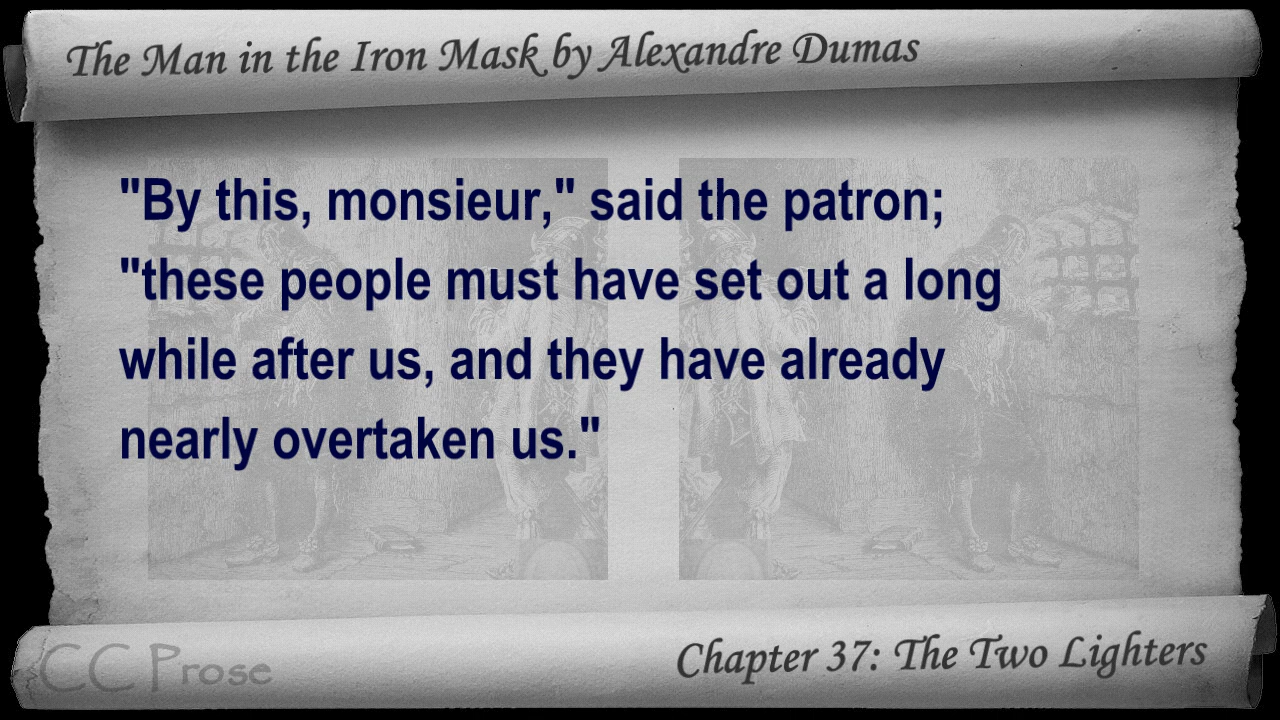 The Man in the Iron Mask by Alexandre Dumas
"By this, monsieur," said the patron;
"these people must have set out a long
while after us, and they have already
nearly overtaken us."
CC Prose
Chapter 37: The Two Lighters